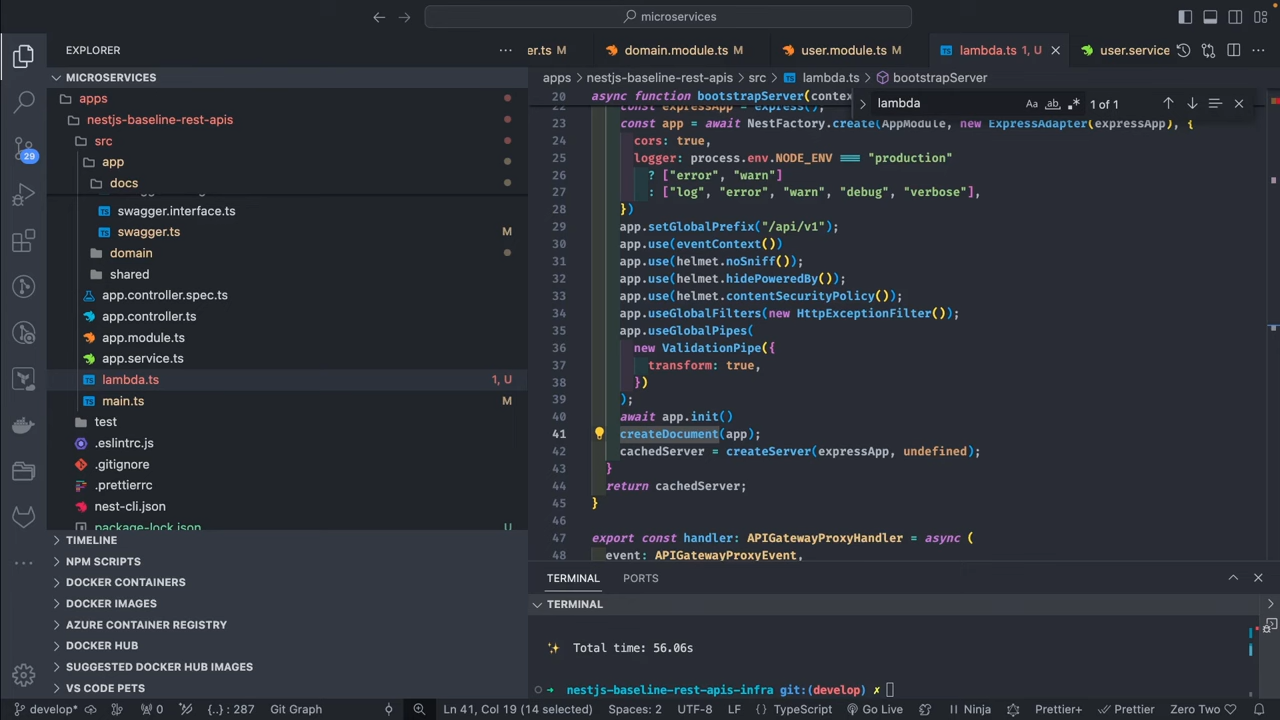 microservices
EXPLORER
MICROSERVICES
apps
nestjs-baseline-rest-apis
src
app
docs
swagger.interface.ts
swagger.ts M
domain
shared
app.controller.spec.ts
app.controller.ts
app.module.ts
app.service.ts
lambda.ts 1, U
main.ts M
test
.eslintrc.js
.gitignore
.prettierrc
nest-cli.json
package-lock.json U
29
TIMELINE
NPM SCRIPTS
DOCKER CONTAINERS
DOCKER IMAGES
AZURE CONTAINER REGISTRY
DOCKER HUB
SUGGESTED DOCKER HUB IMAGES
VS CODE PETS
er.ts M domain.module.ts M user.module.ts M lambda.ts 1, U user.service
apps > nestjs-baseline-rest-apis > src > lambda.ts > bootstrapServer
lambda Aa ab 1 of 1
20 async function bootstrapServer(conte
22 const expressApp = express();
23 const app = await NestFactory.create(AppModule, new ExpressAdapter(expressApp), {
24 cors: true,
25 logger: process.env.NODE_ENV === "production"
26 ? ["error", "warn"]
27 : ["log", "error", "warn", "debug", "verbose"],
28 })
29 app.setGlobalPrefix("/api/v1");
30 app.use(eventContext())
31 app.use(helmet.noSniff());
32 app.use(helmet.hidePoweredBy());
33 app.use(helmet.contentSecurityPolicy());
34 app.useGlobalFilters(new HttpExceptionFilter());
35 app.useGlobalPipes(
36 new ValidationPipe({
37 transform: true,
38 })
39 );
40 await app.init()
41 createDocument(app);
42 cachedServer = createServer(expressApp, undefined);
43 }
44 return cachedServer;
45 }
46
47 export const handler: APIGatewayProxyHandler = async (
48 event: APIGatewayProxyEvent,
TERMINAL PORTS
TERMINAL
✨ Total time: 56.06s
→ nestjs-baseline-rest-apis-infra git:(develop) ✗
develop* 0 {..} : 287 Git Graph Ln 41, Col 19 (14 selected) Spaces: 2 UTF-8 LF {} TypeScript Go Live Ninja Prettier+ Prettier Zero Two